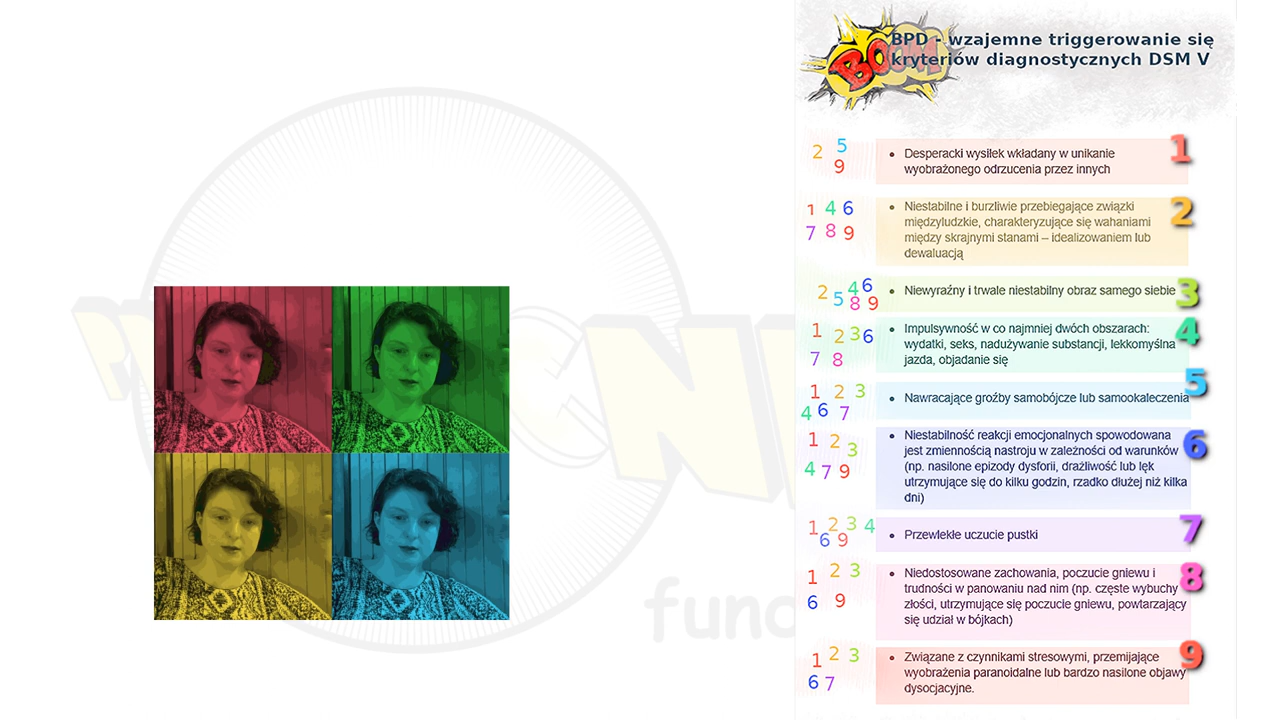 BOOM
BPD - wzajemne triggerowanie się
kryteriów diagnostycznych DSM V
2 5
9
Desperacki wysiłek wkładany w unikanie
wyobrażonego odrzucenia przez innych
1
1 4 6
7 8 9
Niestabilne i burzliwie przebiegające związki
międzyludzkie, charakteryzujące się wahaniami
między skrajnymi stanami – idealizowaniem lub
dewaluacją
2
2 5 4 6
8 9
Niewyraźny i trwale niestabilny obraz samego siebie
3
1 2 3 6
7 8
Impulsywność w co najmniej dwóch obszarach:
wydatki, seks, nadużywanie substancji, lekkomyślna
jazda, objadanie się
4
1 2 3
4 6 7
Nawracające groźby samobójcze lub samookaleczenia
5
1 2 3
4 7 9
Niestabilność reakcji emocjonalnych spowodowana
jest zmiennością nastroju w zależności od warunków
(np. nasilone epizody dysforii, drażliwość lub lęk
utrzymujące się do kilku godzin, rzadko dłużej niż kilka
dni)
6
1 2 3 4
6 9
Przewlekłe uczucie pustki
7
1 2 3
6 9
Niedostosowane zachowania, poczucie gniewu i
trudności w panowaniu nad nim (np. częste wybuchy
złości, utrzymujące się poczucie gniewu, powtarzający
się udział w bójkach)
8
1 2 3
6 7
Związane z czynnikami stresowymi, przemijające
wyobrażenia paranoidalne lub bardzo nasilone objawy
dysocjacyjne.
9